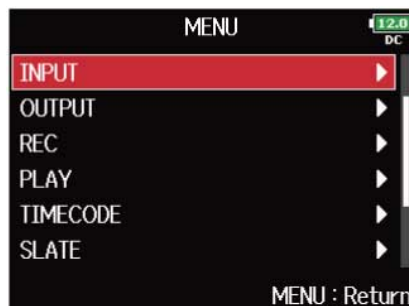 MENU
12.0
DC
INPUT
OUTPUT
REC
PLAY
TIMECODE
SLATE
MENU : Return